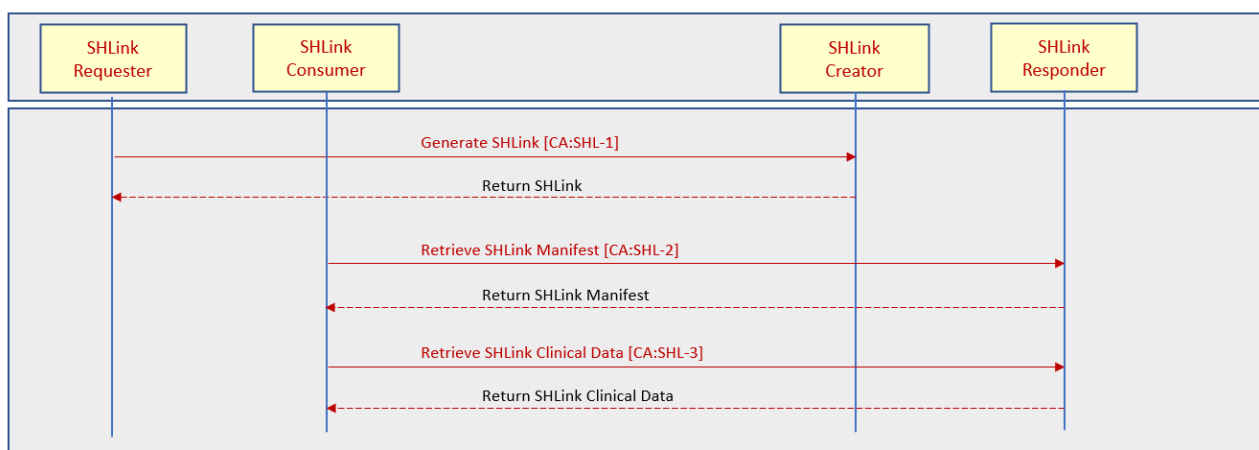 SHLink
Requester
SHLink
Consumer
SHLink
Creator
SHLink
Responder
Generate SHLink [CA:SHL-1]
Return SHLink
Retrieve SHLink Manifest [CA:SHL-2]
Return SHLink Manifest
Retrieve SHLink Clinical Data [CA:SHL-3]
Return SHLink Clinical Data